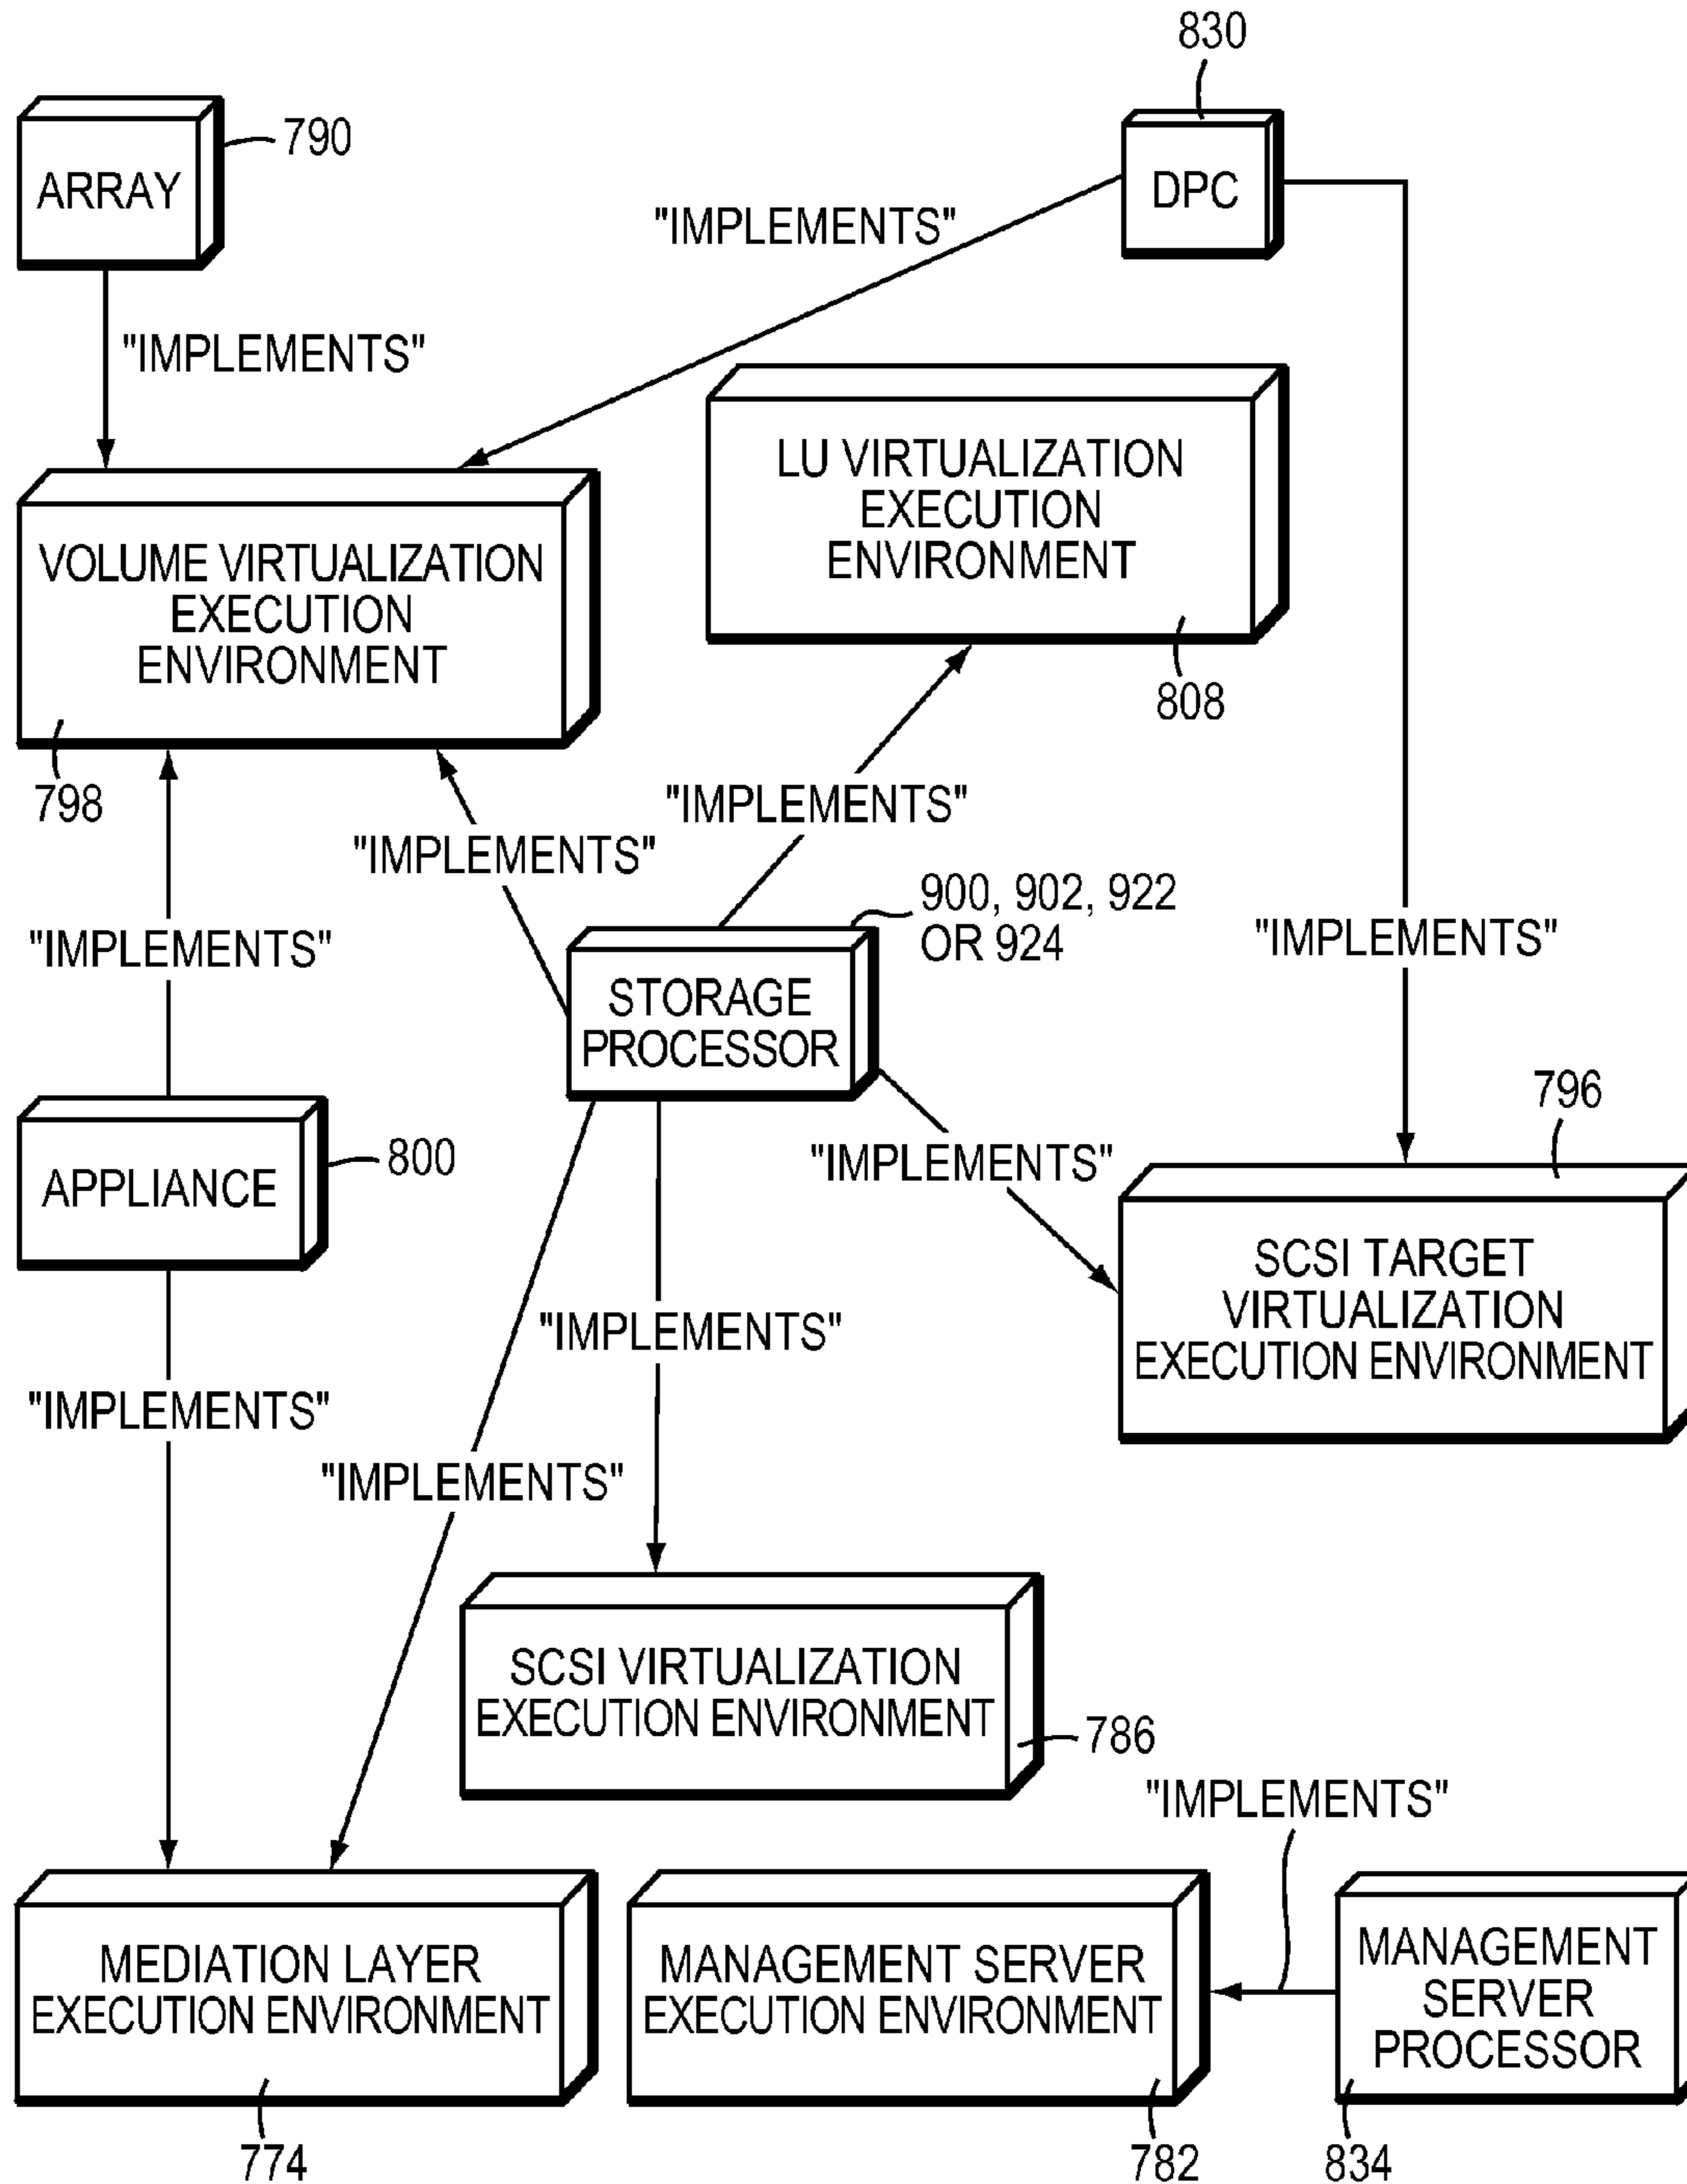 830
790
ARRAY
DPC
"IMPLEMENTS"
"IMPLEMENTS"
LU VIRTUALIZATION
EXECUTION
ENVIRONMENT
808
VOLUME VIRTUALIZATION
EXECUTION
ENVIRONMENT
798
"IMPLEMENTS"
"IMPLEMENTS"
900, 902, 922
OR 924
"IMPLEMENTS"
"IMPLEMENTS"
STORAGE
PROCESSOR
796
APPLIANCE
800
"IMPLEMENTS"
SCSI TARGET
VIRTUALIZATION
EXECUTION ENVIRONMENT
"IMPLEMENTS"
"IMPLEMENTS"
"IMPLEMENTS"
SCSI VIRTUALIZATION
EXECUTION ENVIRONMENT
786
"IMPLEMENTS"
MEDIATION LAYER
EXECUTION ENVIRONMENT
774
MANAGEMENT SERVER
EXECUTION ENVIRONMENT
782
MANAGEMENT
SERVER
PROCESSOR
834